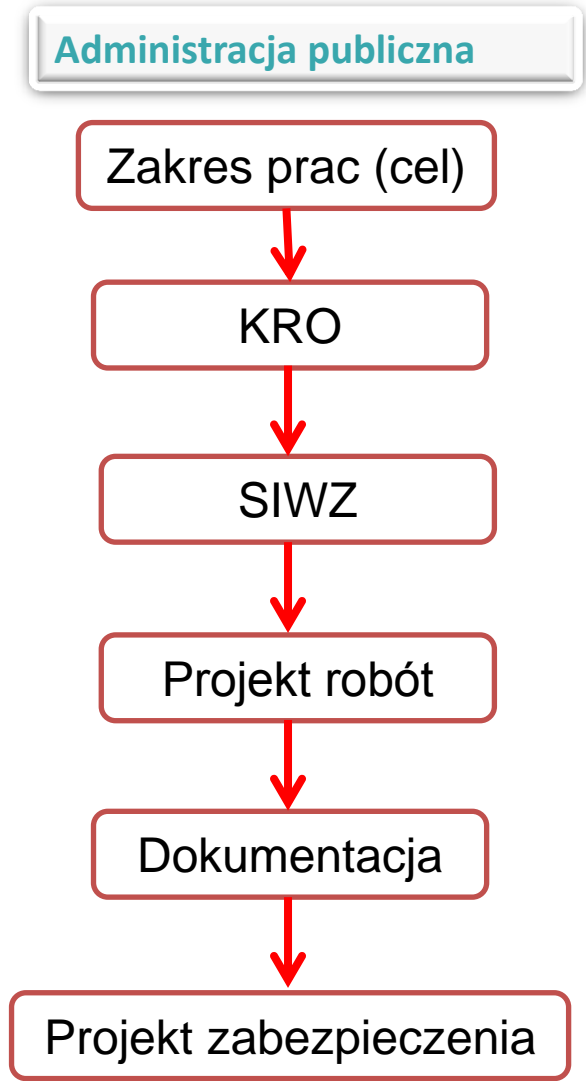 Administracja publiczna
Zakres prac (cel)
KRO
SIWZ
Projekt robót
Dokumentacja
Projekt zabezpieczenia